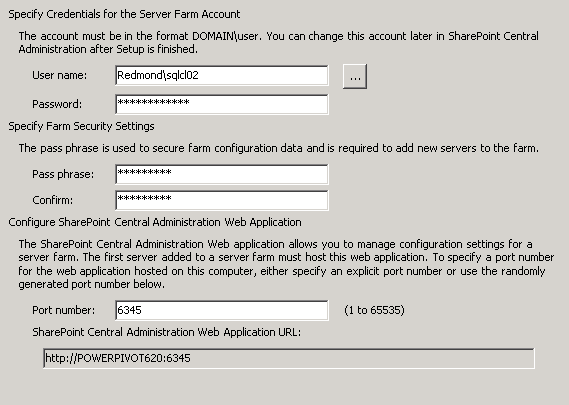 Specify Credentials for the Server Farm Account
The account must be in the format DOMAIN\user. You can change this account later in SharePoint Central
Administration after Setup is finished.
User name: Redmond\sqlcl02 ...
Password: ************
Specify Farm Security Settings
The pass phrase is used to secure farm configuration data and is required to add new servers to the farm.
Pass phrase: *********
Confirm: *********
Configure SharePoint Central Administration Web Application
The SharePoint Central Administration Web application allows you to manage configuration settings for a
server farm. The first server added to a server farm must host this web application. To specify a port number
for the web application hosted on this computer, either specify an explicit port number or use the randomly
generated port number below.
Port number: 6345 (1 to 65535)
SharePoint Central Administration Web Application URL:
http://POWERPIVOT620:6345